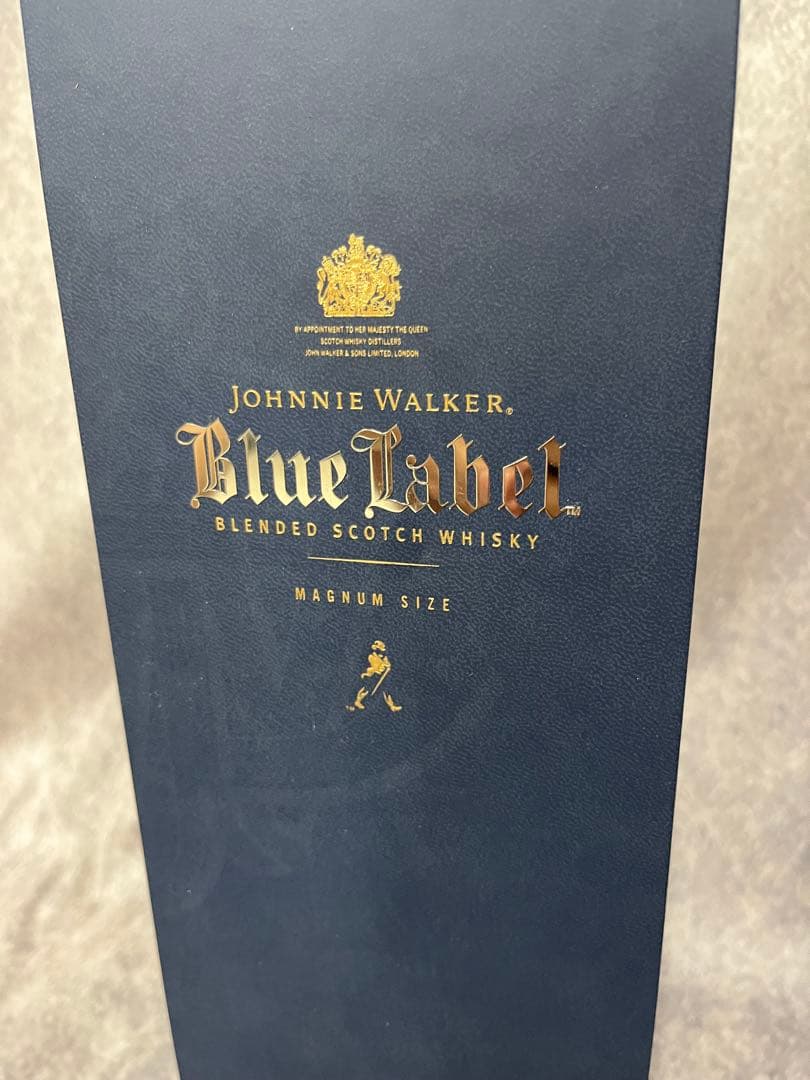 BY APPOINTMENT TO HER MAJESTY THE QUEEN
SCOTCH WHISKY DISTILLERS
JOHN WALKER & SONS LIMITED, LONDON
JOHNNIE WALKER®
Blue Label™
BLENDED SCOTCH WHISKY
MAGNUM SIZE